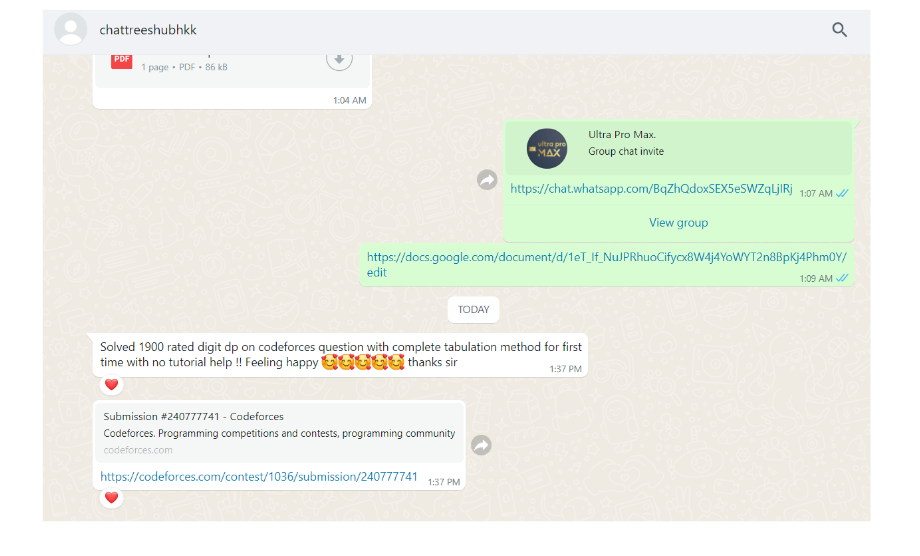 chattreeshubhkk
PDF
1 page • PDF • 86 kB
1:04 AM
ultra pro
MAX
Ultra Pro Max.
Group chat invite
https://chat.whatsapp.com/BqZhQdoxSEX5eSWZqLjIRj
1:07 AM
View group
https://docs.google.com/document/d/1eT_If_NuJPRhuoCifycx8W4j4YoWYT2n8BpKj4Phm0Y/
edit
1:09 AM
TODAY
Solved 1900 rated digit dp on codeforces question with complete tabulation method for first
time with no tutorial help !! Feeling happy 🥰🥰🥰🥰🥰 thanks sir
1:37 PM
Submission #240777741 - Codeforces
Codeforces. Programming competitions and contests, programming community
codeforces.com
https://codeforces.com/contest/1036/submission/240777741
1:37 PM